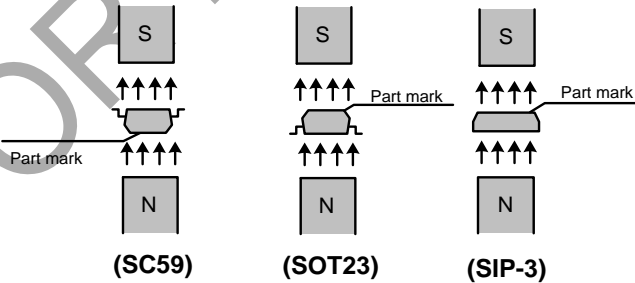 S
S
S
Part mark
Part mark
Part mark
N
N
N
(SC59)
(SOT23)
(SIP-3)